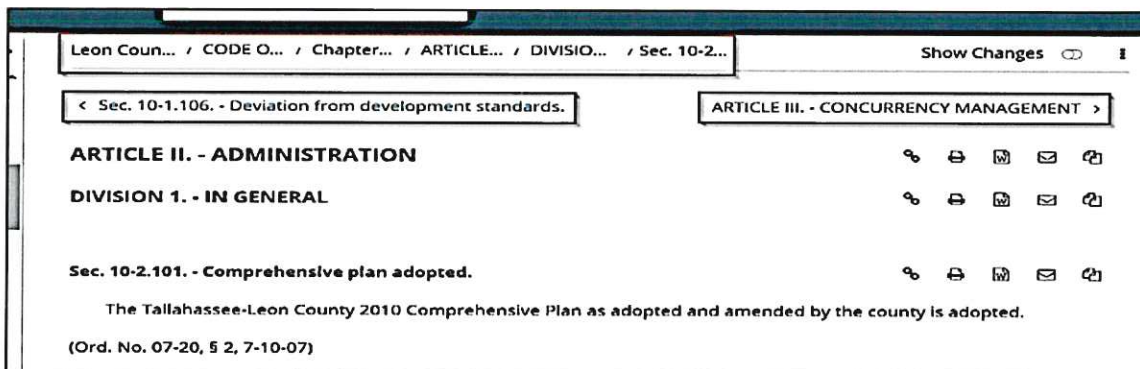 Leon Coun... / CODE O... / Chapter... / ARTICLE... / DIVISIO... / Sec. 10-2... Show Changes
< Sec. 10-1.106. - Deviation from development standards. ARTICLE III. - CONCURRENCY MANAGEMENT >
ARTICLE II. - ADMINISTRATION
DIVISION 1. - IN GENERAL
Sec. 10-2.101. - Comprehensive plan adopted.
The Tallahassee-Leon County 2010 Comprehensive Plan as adopted and amended by the county is adopted.
(Ord. No. 07-20, § 2, 7-10-07)